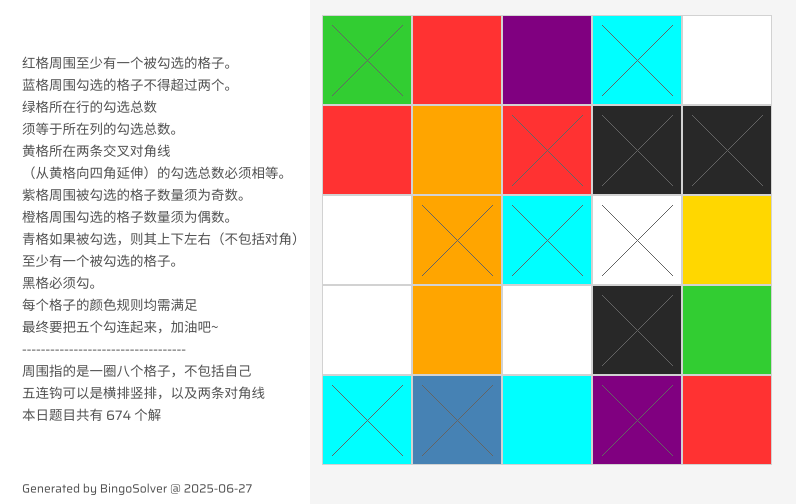 红格周围至少有一个被勾选的格子。
蓝格周围勾选的格子不得超过两个。
绿格所在行的勾选总数
须等于所在列的勾选总数。
黄格所在两条交叉对角线
（从黄格向四角延伸）的勾选总数必须相等。
紫格周围被勾选的格子数量须为奇数。
橙格周围勾选的格子数量须为偶数。
青格如果被勾选，则其上下左右（不包括对角）
至少有一个被勾选的格子。
黑格必须勾。
每个格子的颜色规则均需满足
最终要把五个勾连起来，加油吧~
-----------------------------------
周围指的是一圈八个格子，不包括自己
五连钩可以是横排竖排，以及两条对角线
本日题目共有 674 个解
Generated by BingoSolver @ 2025-06-27